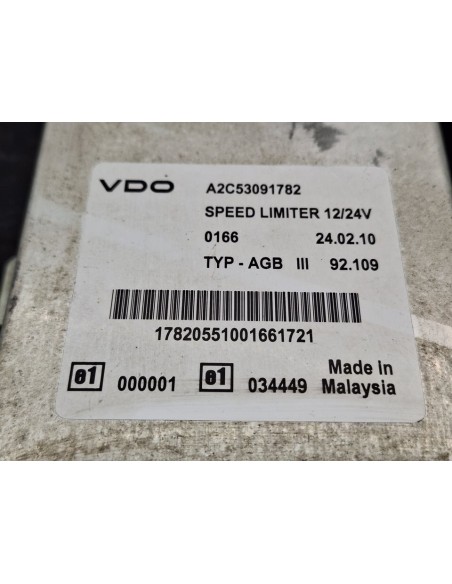 VDO A2C53091782
SPEED LIMITER 12/24V
0166 24.02.10
TYP - AGB III 92.109
17820551001661721
e1 000001 e1 034449 Made in Malaysia